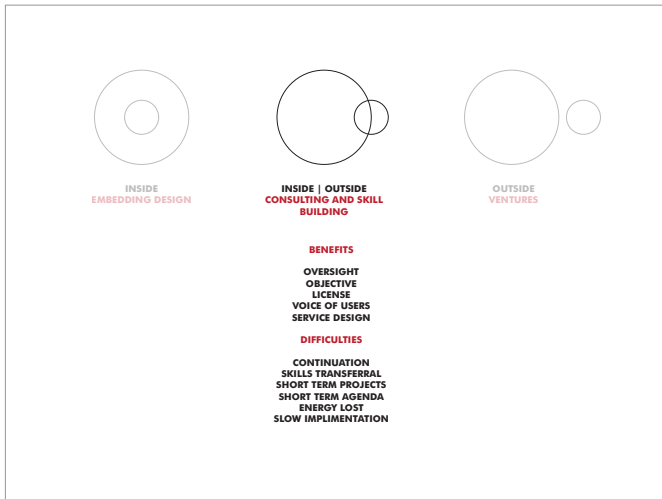 INSIDE
EMBEDDING DESIGN
INSIDE | OUTSIDE
CONSULTING AND SKILL
BUILDING
OUTSIDE
VENTURES
BENEFITS
OVERSIGHT
OBJECTIVE
LICENSE
VOICE OF USERS
SERVICE DESIGN
DIFFICULTIES
CONTINUATION
SKILLS TRANSFERRAL
SHORT TERM PROJECTS
SHORT TERM AGENDA
ENERGY LOST
SLOW IMPLIMENTATION